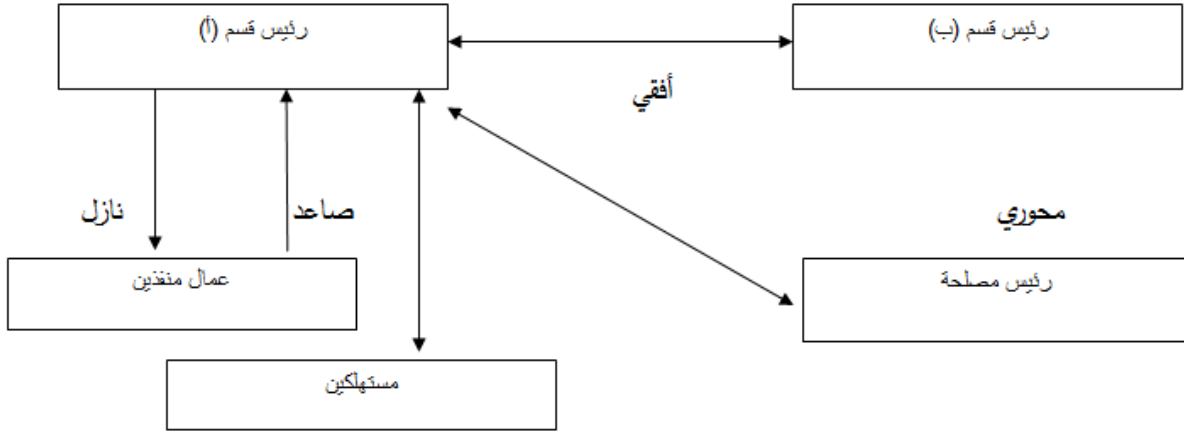 رئيس قسم (أ)
رئيس قسم (ب)
أفقي
نازل
صاعد
محوري
عمال منفذين
رئيس مصلحة
مستهلكين